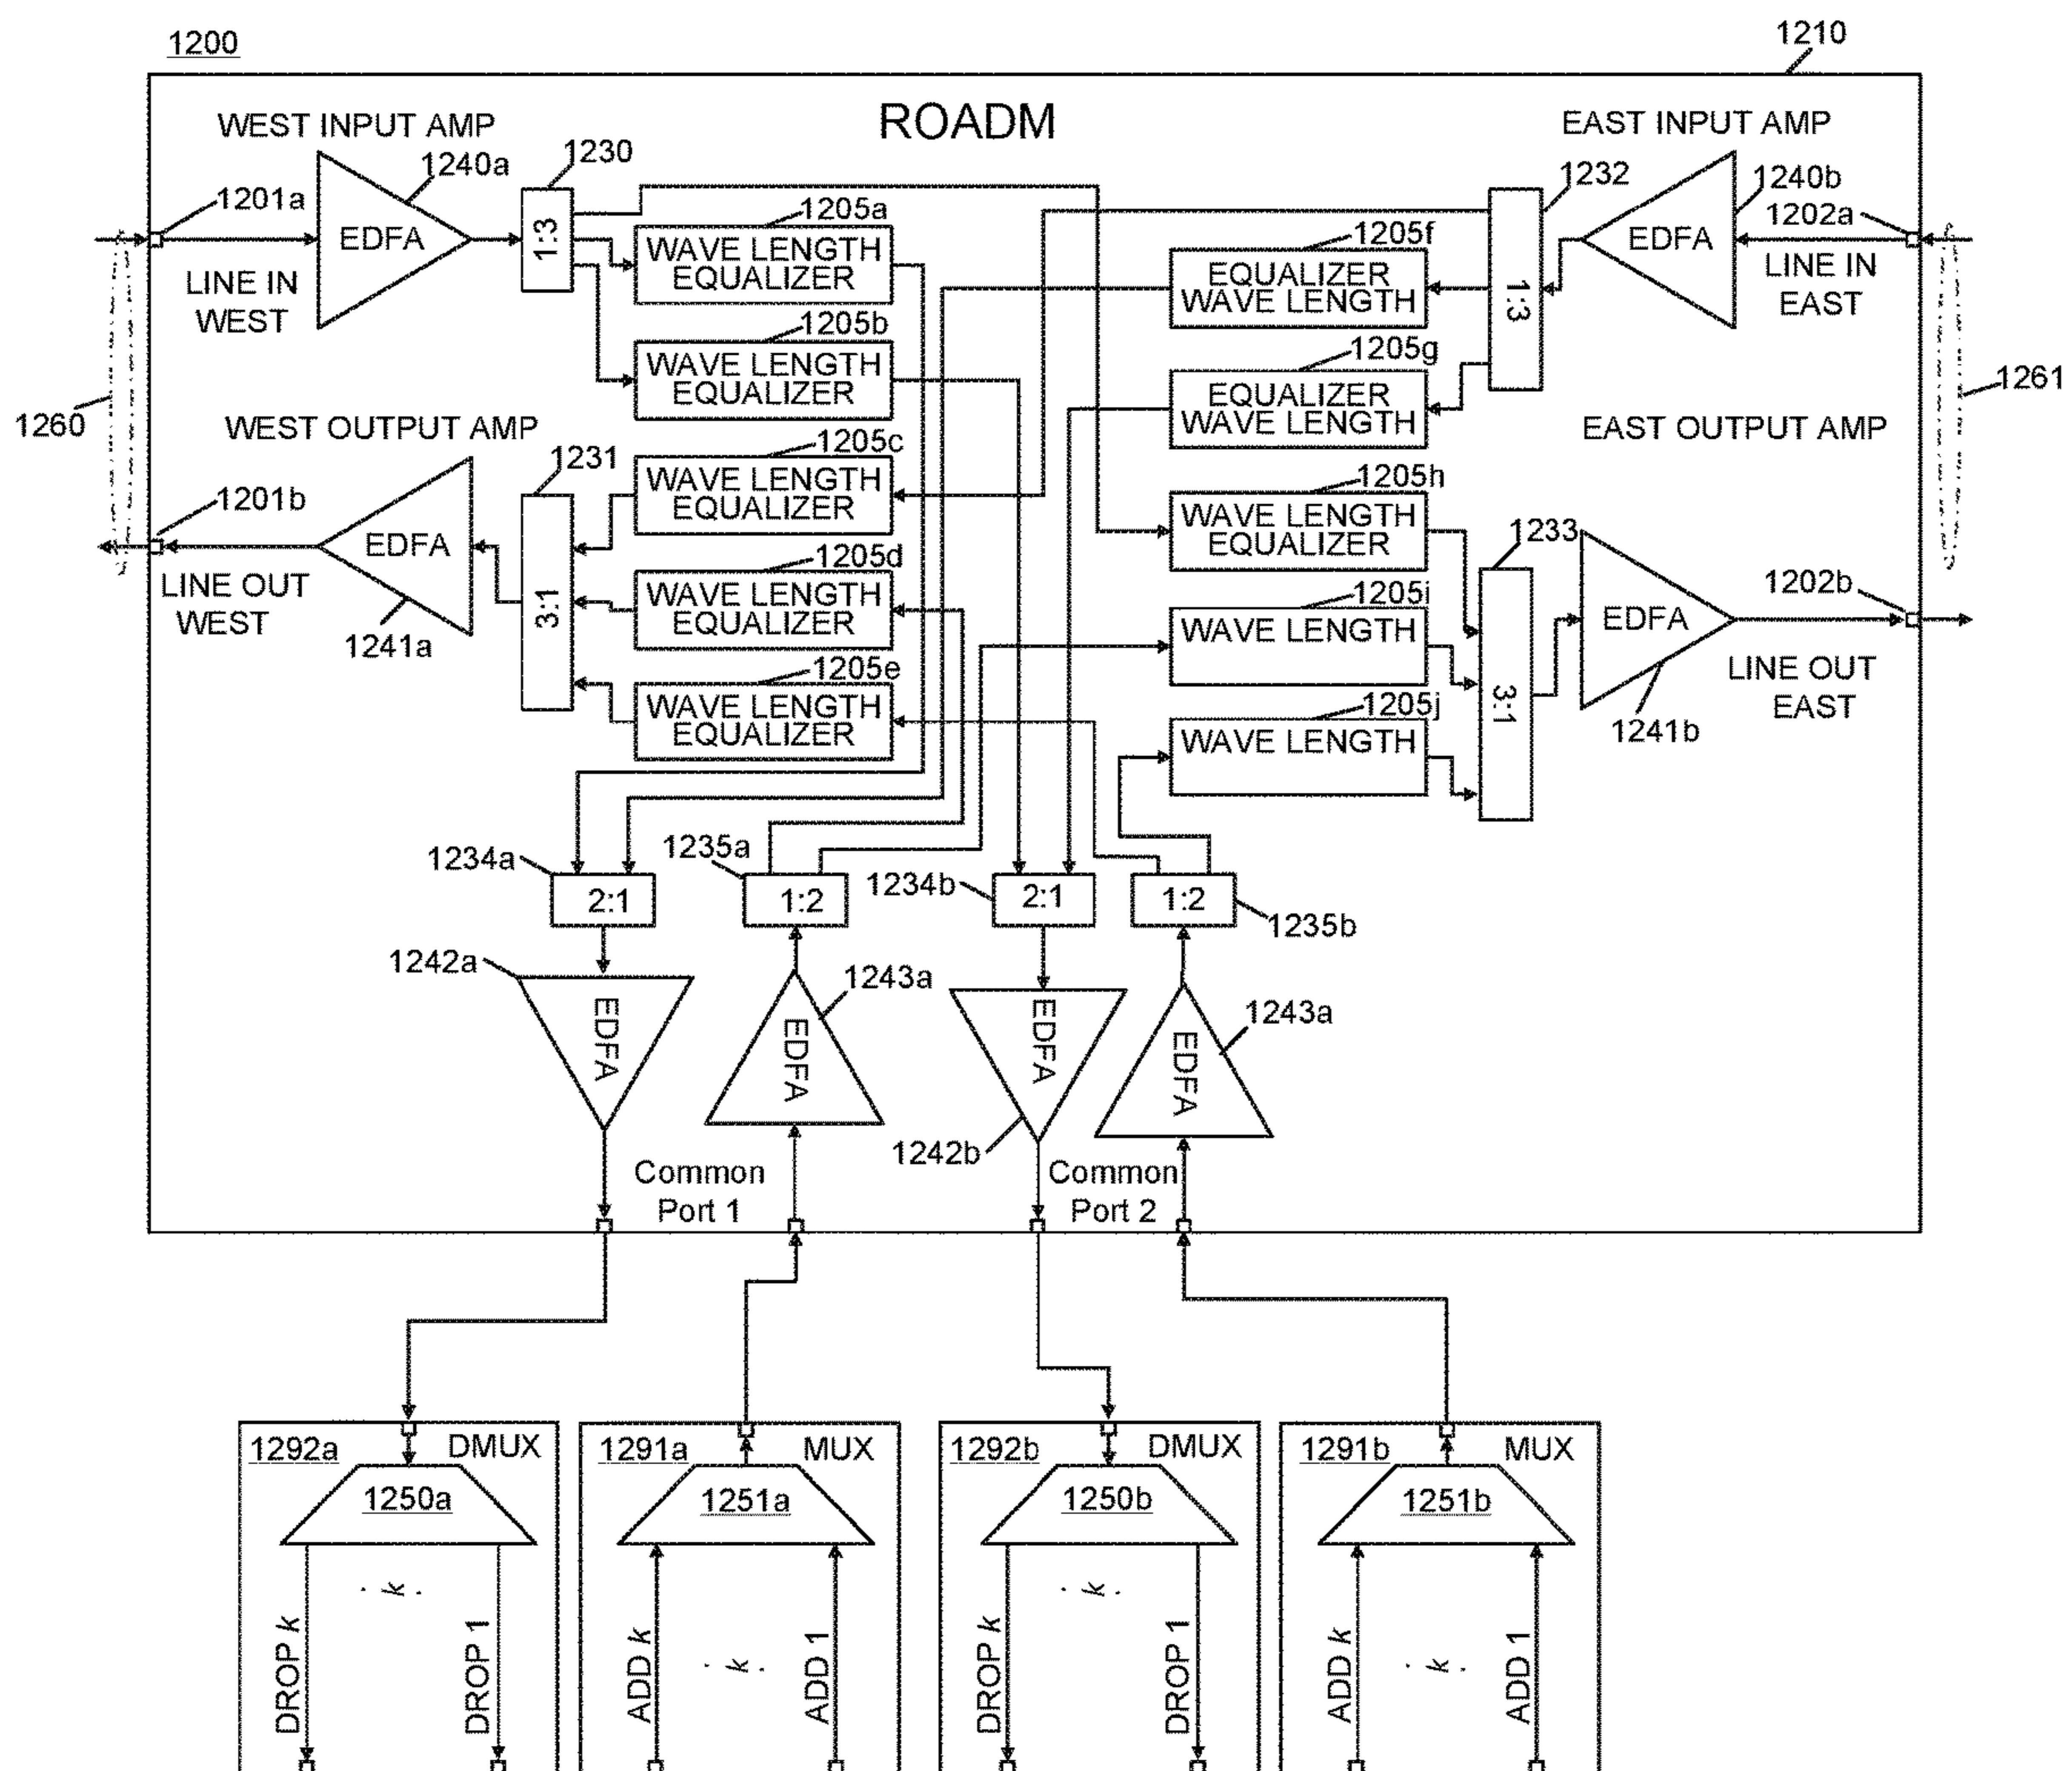 1200
1210
ROADM
WEST INPUT AMP
1240a
1230
1201a
EDFA
1:3
LINE IN
WEST
1205a
WAVE LENGTH
EQUALIZER
1205b
WAVE LENGTH
EQUALIZER
EAST INPUT AMP
1232
1240b
1202a
1205f
EQUALIZER
WAVE LENGTH
1:3
EDFA
LINE IN
EAST
1205g
EQUALIZER
WAVE LENGTH
1260
1261
WEST OUTPUT AMP
1231
1201b
EDFA
3:1
LINE OUT
WEST
1241a
1205c
WAVE LENGTH
EQUALIZER
1205d
WAVE LENGTH
EQUALIZER
1205e
WAVE LENGTH
EQUALIZER
EAST OUTPUT AMP
1205h
WAVE LENGTH
EQUALIZER
1233
1205i
WAVE LENGTH
1205j
WAVE LENGTH
3:1
EDFA
1202b
LINE OUT
EAST
1241b
1234a
2:1
1235a
1:2
1234b
2:1
1:2
1235b
1242a
EDFA
1243a
EDFA
EDFA
1242b
1243a
EDFA
Common
Port 1
Common
Port 2
1292a
DMUX
1250a
DROP k
k
DROP 1
1291a
MUX
1251a
ADD k
k
ADD 1
1292b
DMUX
1250b
DROP k
k
DROP 1
1291b
MUX
1251b
ADD k
k
ADD 1